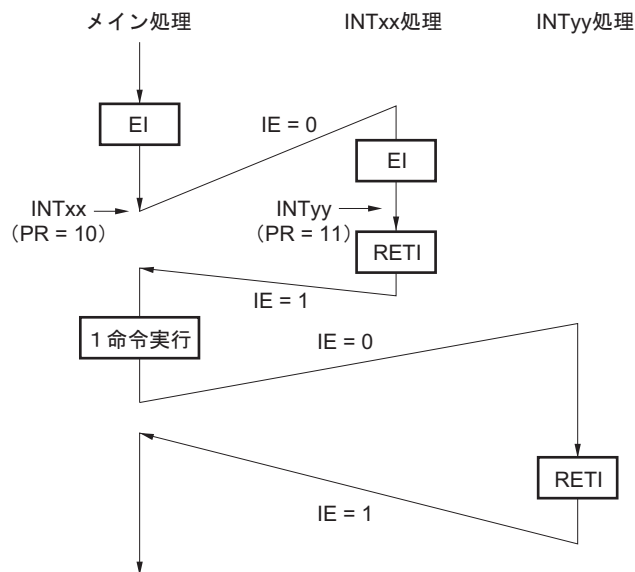 メイン処理
INTxx処理
INTyy処理
EI
IE = 0
EI
INTxx
(PR = 10)
INTyy
(PR = 11)
RETI
IE = 1
1命令実行
IE = 0
RETI
IE = 1